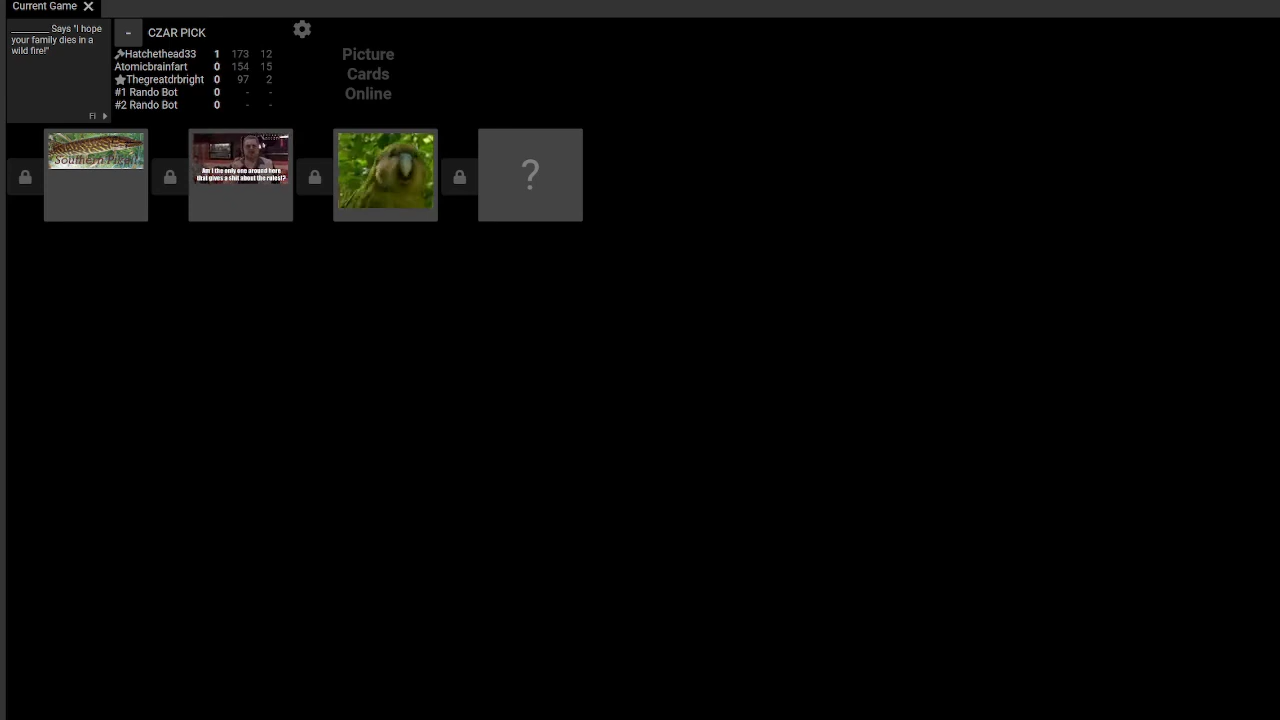 Current Game
_______ Says "I hope
your family dies in a
wild fire!"
FI
-
CZAR PICK
Hatchethead33 1 173 12
Atomicbrainfart 0 154 15
Thegreatdrbright 0 97 2
#1 Rando Bot 0 - -
#2 Rando Bot 0 - -
Picture
Cards
Online
Am I the only one around here
that gives a shit about the rules!?
?